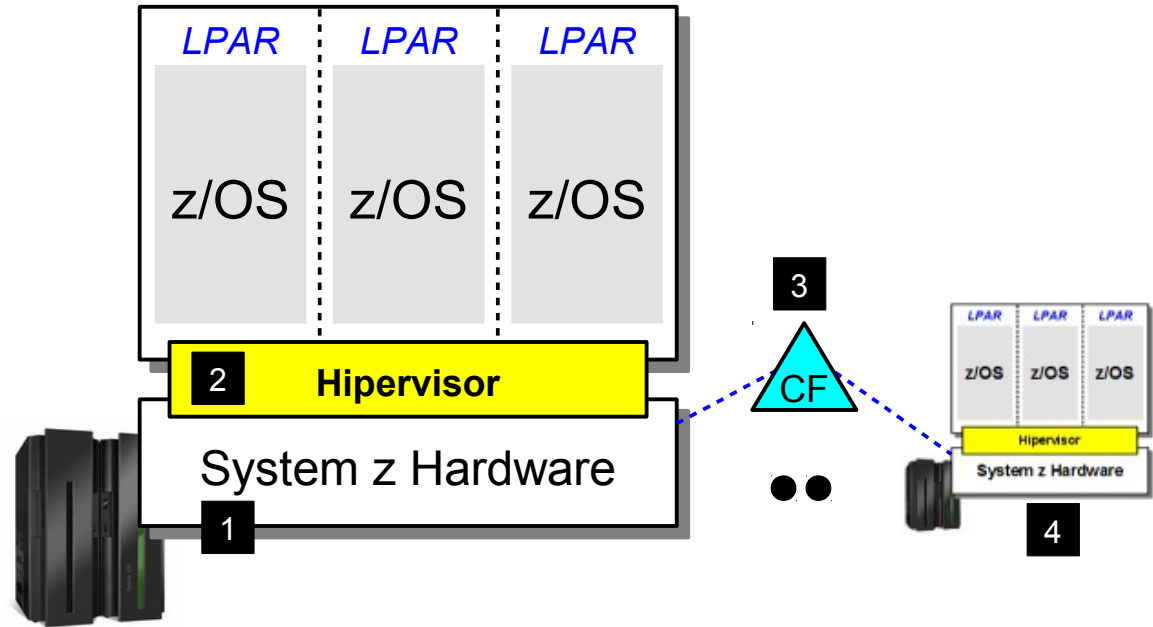 LPAR LPAR LPAR
z/OS z/OS z/OS
2 Hipervisor
System z Hardware
1
3
CF
LPAR LPAR LPAR
z/OS z/OS z/OS
Hipervisor
System z Hardware
4